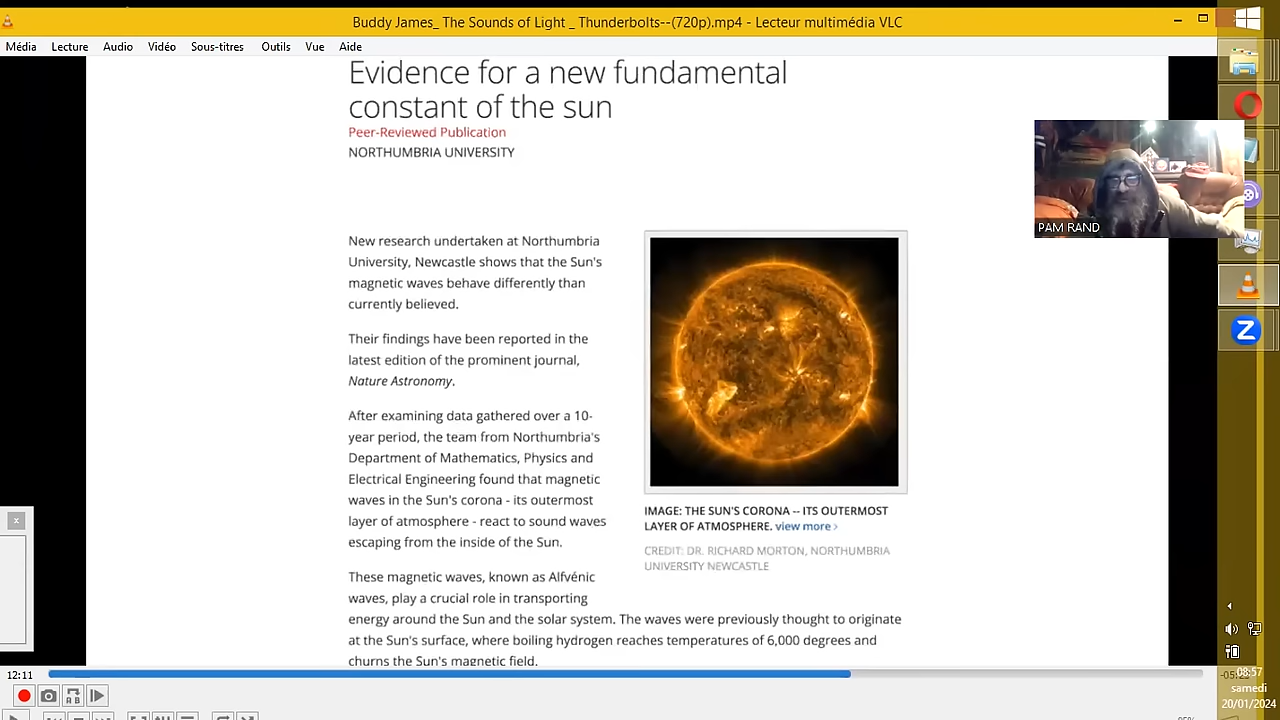 Buddy James_ The Sounds of Light _ Thunderbolts--(720p).mp4 - Lecteur multimédia VLC
Média Lecture Audio Vidéo Sous-titres Outils Vue Aide
Evidence for a new fundamental
constant of the sun
Peer-Reviewed Publication
NORTHUMBRIA UNIVERSITY
PAM RAND
New research undertaken at Northumbria
University, Newcastle shows that the Sun's
magnetic waves behave differently than
currently believed.
Their findings have been reported in the
latest edition of the prominent journal,
Nature Astronomy.
After examining data gathered over a 10-
year period, the team from Northumbria's
Department of Mathematics, Physics and
Electrical Engineering found that magnetic
waves in the Sun's corona - its outermost
layer of atmosphere - react to sound waves
escaping from the inside of the Sun.
IMAGE: THE SUN'S CORONA -- ITS OUTERMOST
LAYER OF ATMOSPHERE. view more ›
CREDIT: DR. RICHARD MORTON, NORTHUMBRIA
UNIVERSITY NEWCASTLE
These magnetic waves, known as Alfvénic
waves, play a crucial role in transporting
energy around the Sun and the solar system. The waves were previously thought to originate
at the Sun's surface, where boiling hydrogen reaches temperatures of 6,000 degrees and
churns the Sun's magnetic field.
12:11
08:57
samedi
20/01/2024